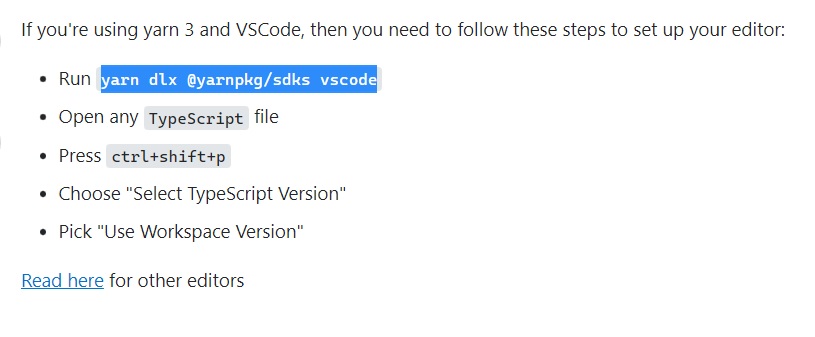 If you're using yarn 3 and VSCode, then you need to follow these steps to set up your editor:
• Run yarn dlx @yarnpkg/sdks vscode
• Open any TypeScript file
• Press ctrl+shift+p
• Choose "Select TypeScript Version"
• Pick "Use Workspace Version"
Read here for other editors